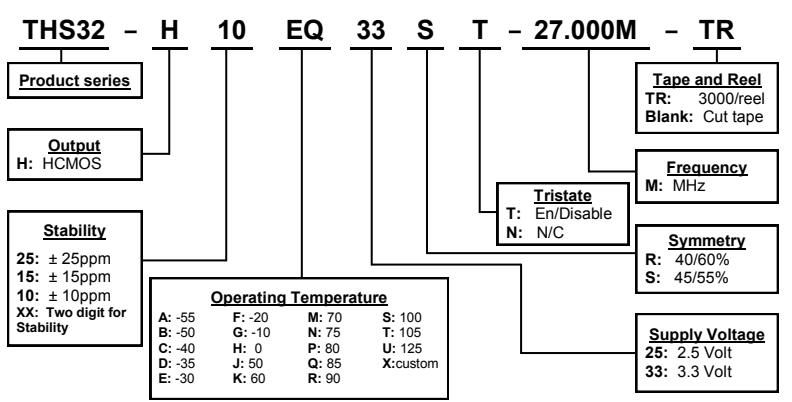 THS32 – H 10 EQ 33 S T – 27.000M – TR
Product series
Output
H: HCMOS
Stability
25: ± 25ppm
15: ± 15ppm
10: ± 10ppm
XX: Two digit for
Stability
Operating Temperature
A: -55 F: -20 M: 70 S: 100
B: -50 G: -10 N: 75 T: 105
C: -40 H: 0 P: 80 U: 125
D: -35 J: 50 Q: 85 X:custom
E: -30 K: 60 R: 90
Tristate
T: En/Disable
N: N/C
Tape and Reel
TR: 3000/reel
Blank: Cut tape
Frequency
M: MHz
Symmetry
R: 40/60%
S: 45/55%
Supply Voltage
25: 2.5 Volt
33: 3.3 Volt